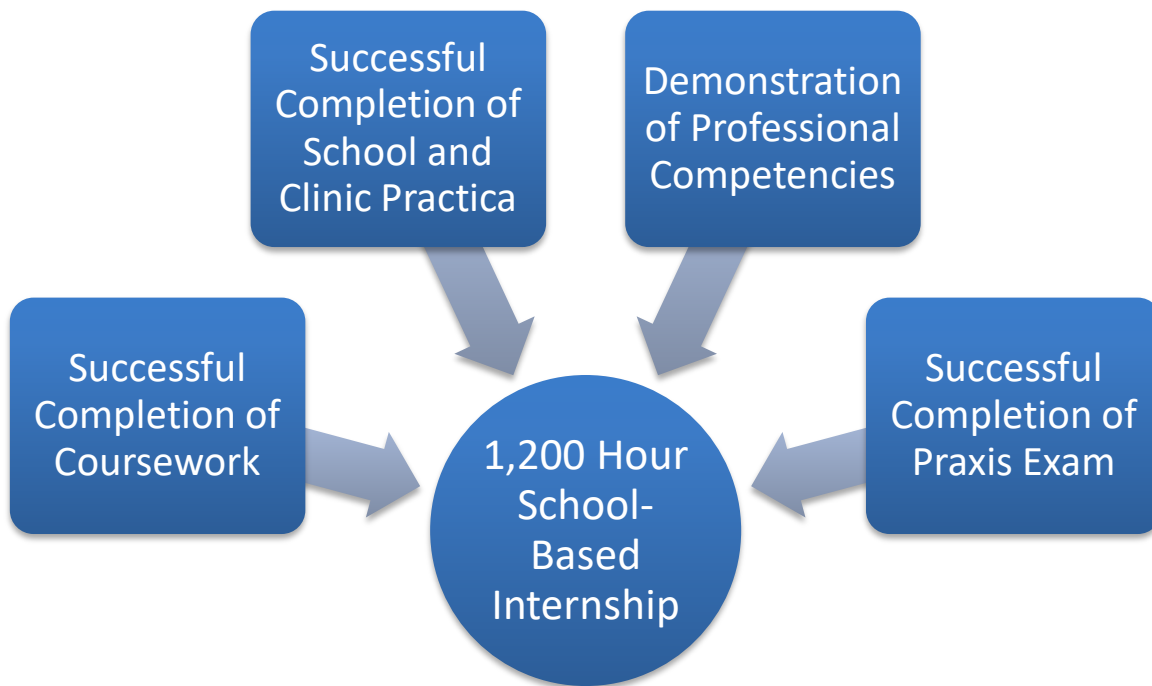 Successful
Completion of
School and
Clinic Practica
Demonstration
of Professional
Competencies
Successful
Completion of
Coursework
Successful
Completion of
Praxis Exam
1,200 Hour
School-
Based
Internship